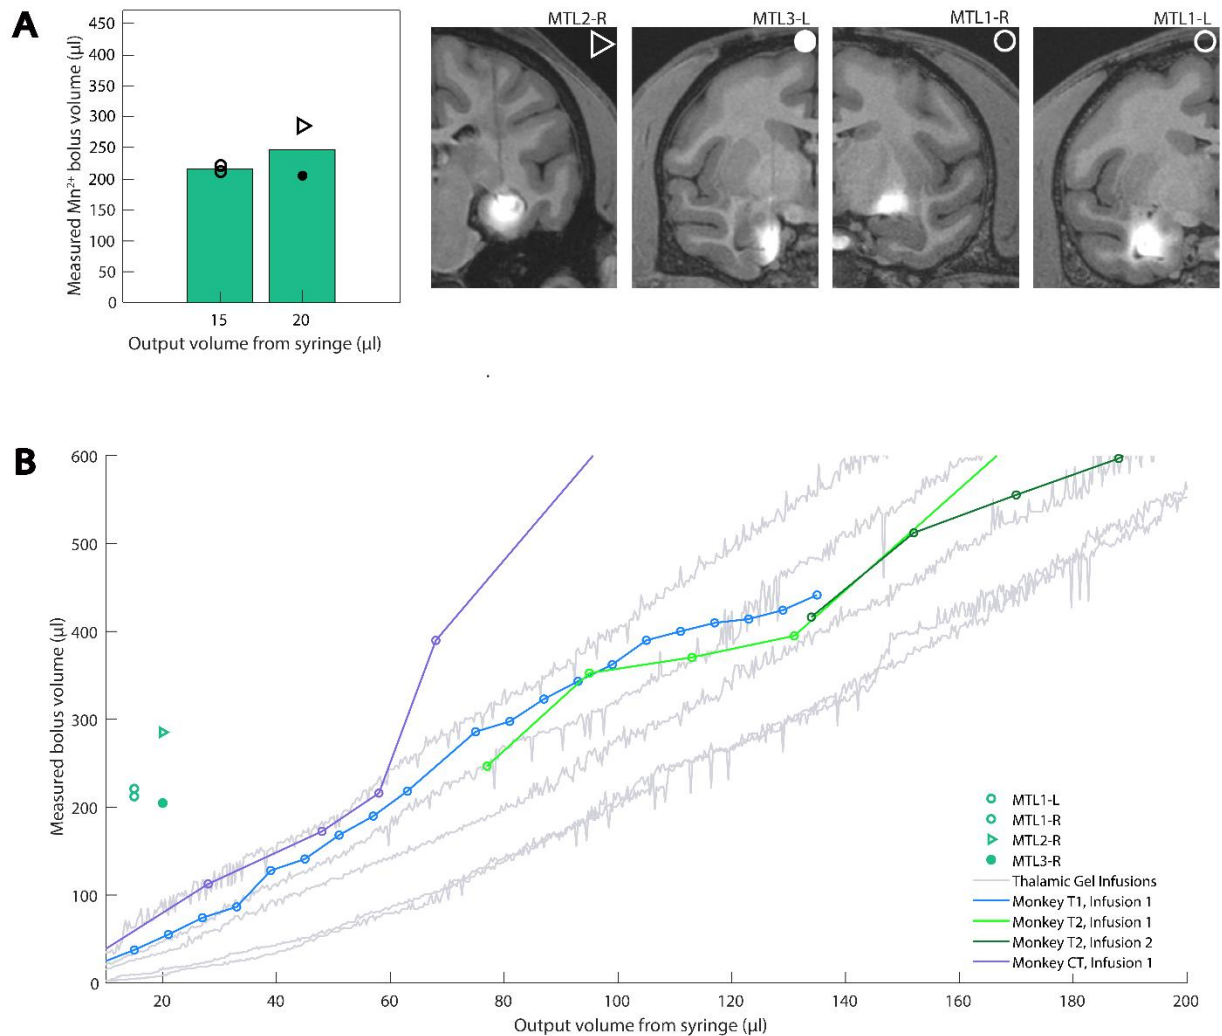 A
Measured Mn²⁺ bolus volume (µl)
450
400
350
300
250
200
150
100
50
0
15
20
Output volume from syringe (µl)
MTL2-R
MTL3-L
MTL1-R
MTL1-L
B
Measured bolus volume (µl)
600
500
400
300
200
100
0
20
40
60
80
100
120
140
160
180
200
Output volume from syringe (µl)
MTL1-L
MTL1-R
MTL2-R
MTL3-R
Thalamic Gel Infusions
Monkey T1, Infusion 1
Monkey T2, Infusion 1
Monkey T2, Infusion 2
Monkey CT, Infusion 1